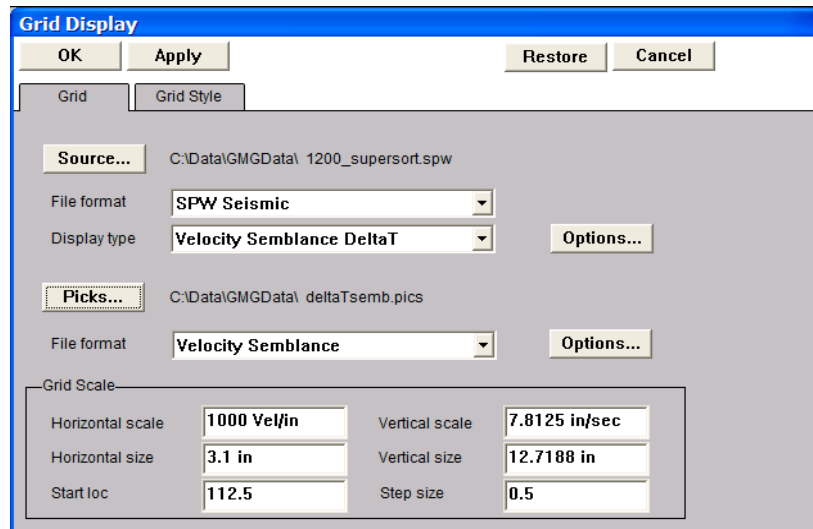 Grid Display
OK Apply Restore Cancel
Grid Grid Style
Source... C:\Data\GMGData\ 1200_supersort.spw
File format SPW Seismic
Display type Velocity Semblance DeltaT Options...
Picks... C:\Data\GMGData\ deltaTsemb.pics
File format Velocity Semblance Options...
Grid Scale
Horizontal scale 1000 Vel/in Vertical scale 7.8125 in/sec
Horizontal size 3.1 in Vertical size 12.7188 in
Start loc 112.5 Step size 0.5